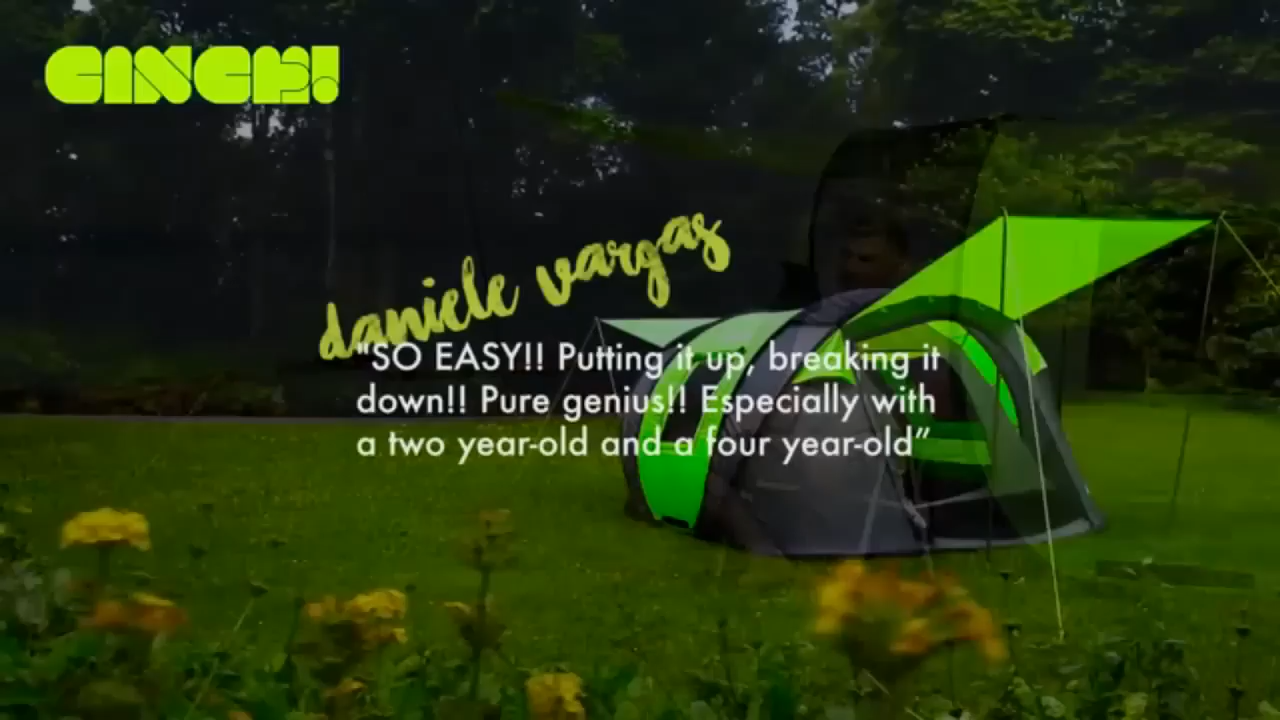 CINCH!
daniele vargas
"SO EASY!! Putting it up, breaking it
down!! Pure genius!! Especially with
a two year-old and a four year-old”